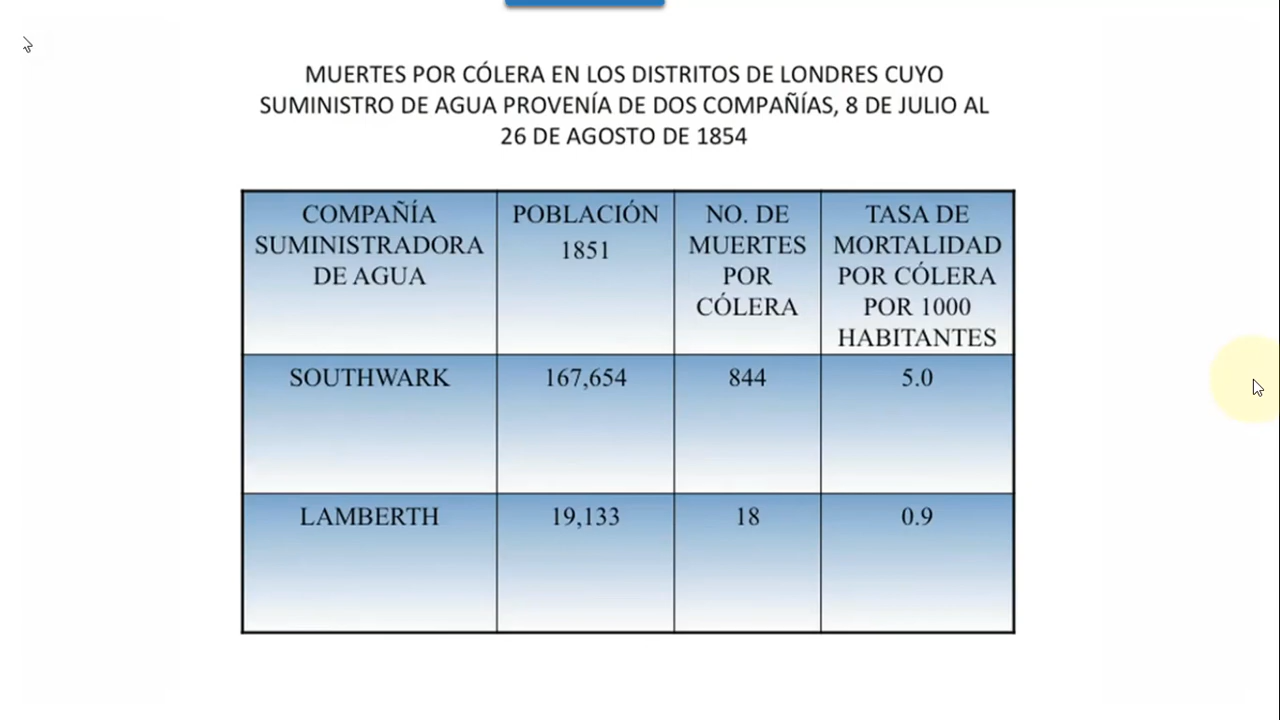 MUERTES POR CÓLERA EN LOS DISTRITOS DE LONDRES CUYO
SUMINISTRO DE AGUA PROVENÍA DE DOS COMPAÑÍAS, 8 DE JULIO AL
26 DE AGOSTO DE 1854
COMPAÑÍA
SUMINISTRADORA
DE AGUA
POBLACIÓN
1851
NO. DE
MUERTES
POR
CÓLERA
TASA DE
MORTALIDAD
POR CÓLERA
POR 1000
HABITANTES
SOUTHWARK
167,654
844
5.0
LAMBERTH
19,133
18
0.9